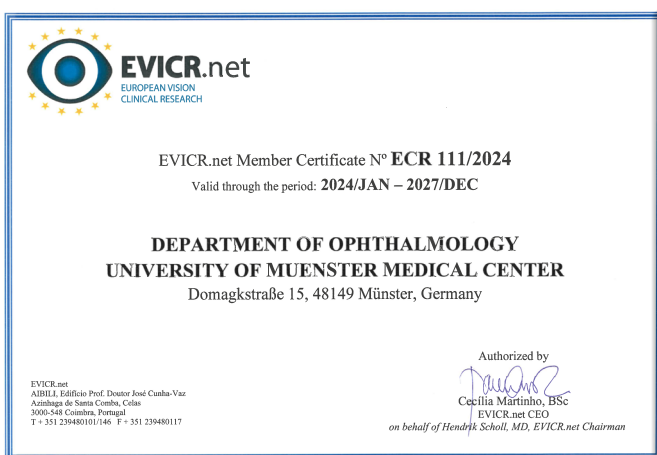 EVICR.net
EUROPEAN VISION
CLINICAL RESEARCH
EVICR.net Member Certificate Nº ECR 111/2024
Valid through the period: 2024/JAN – 2027/DEC
DEPARTMENT OF OPHTHALMOLOGY
UNIVERSITY OF MUENSTER MEDICAL CENTER
Domagkstraße 15, 48149 Münster, Germany
EVICR.net
AIBILI, Edifício Prof. Doutor José Cunha-Vaz
Azinhaga de Santa Comba, Celas
3000-548 Coimbra, Portugal
T + 351 239480101/146 F + 351 239480117
Authorized by
Cecília Martinho, BSc
EVICR.net CEO
on behalf of Hendrik Scholl, MD, EVICR.net Chairman